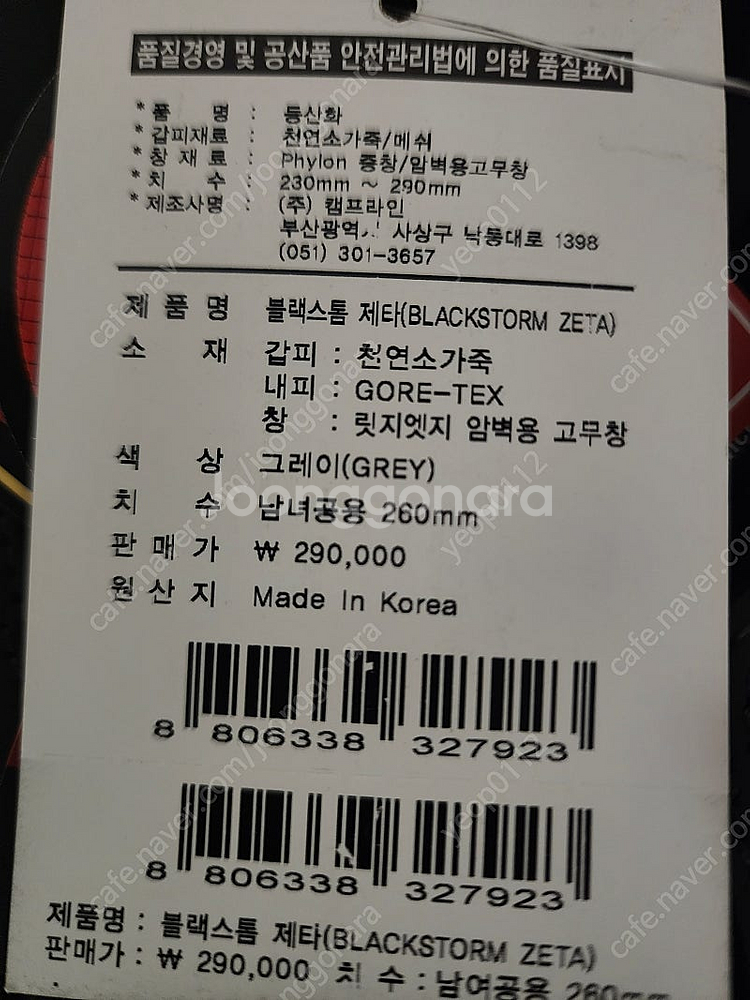 품질경영 및 공산품 안전관리법에 의한 품질표시
* 품 명 : 등산화
* 갑피재료 : 천연소가죽/메쉬
* 창 재 료 : Phylon 중창/암벽용고무창
* 치 수 : 230mm ~ 290mm
* 제조사명 : (주) 캠프라인
부산광역시 사상구 낙동대로 1398
(051) 301-3657
제 품 명 블랙스톰 제타(BLACKSTORM ZETA)
소 재 갑피 : 천연소가죽
내피 : GORE-TEX
창 : 릿지엣지 암벽용 고무창
색 상 그레이(GREY)
치 수 남녀공용 260mm
판 매 가 ₩ 290,000
원 산 지 Made In Korea
8 806338 327923
8 806338 327923
제품명 : 블랙스톰 제타(BLACKSTORM ZETA)
판매가 : ₩ 290,000 치 수 : 남여공용 260mm
Joonggonara
cafe.naver.com/joonggonara
yeop0112